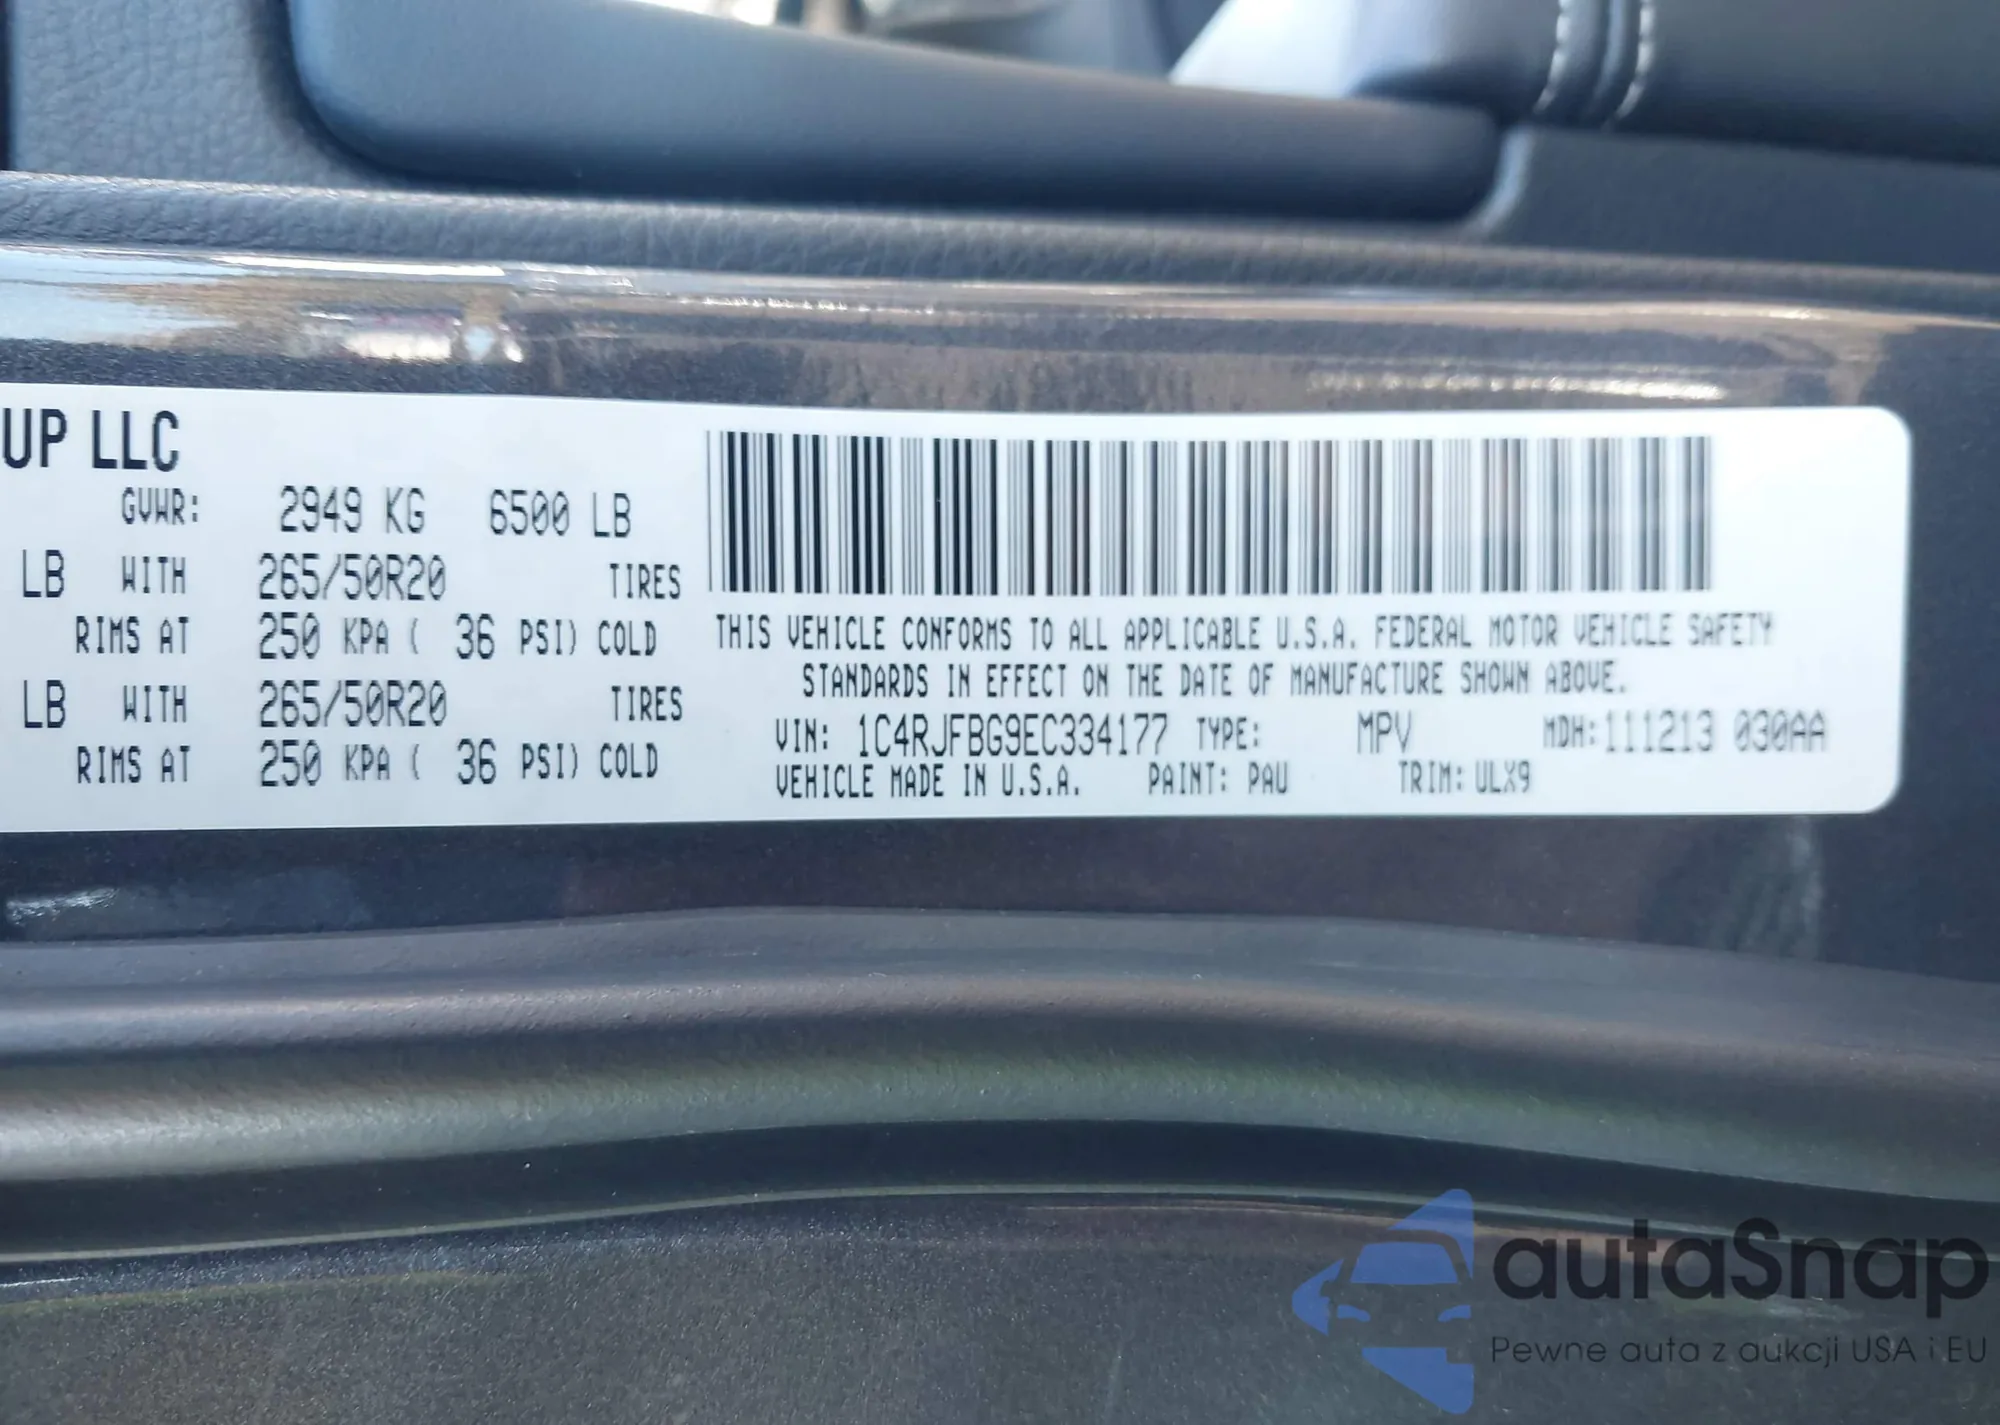 UP LLC
GVWR: 2949 KG 6500 LB
LB WITH 265/50R20 TIRES
RIMS AT 250 KPA ( 36 PSI) COLD
LB WITH 265/50R20 TIRES
RIMS AT 250 KPA ( 36 PSI) COLD
THIS VEHICLE CONFORMS TO ALL APPLICABLE U.S.A. FEDERAL MOTOR VEHICLE SAFETY
STANDARDS IN EFFECT ON THE DATE OF MANUFACTURE SHOWN ABOVE.
VIN: 1C4RJFBG9EC334177 TYPE: MPV MDH:111213 030AA
VEHICLE MADE IN U.S.A. PAINT: PAU TRIM: ULX9
autaSnap
Pewne auta z aukcji USA i EU